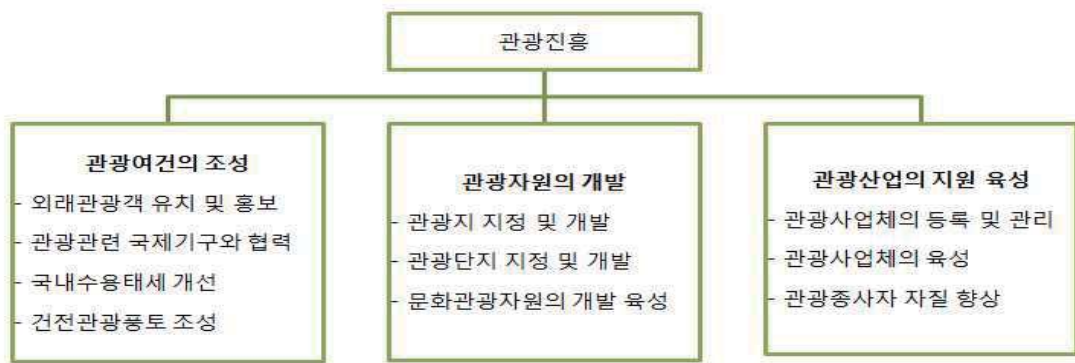 관광진흥
관광여건의 조성
- 외래관광객 유치 및 홍보
- 관광관련 국제기구와 협력
- 국내수용태세 개선
- 건전관광풍토 조성
관광자원의 개발
- 관광지 지정 및 개발
- 관광단지 지정 및 개발
- 문화관광자원의 개발 육성
관광산업의 지원 육성
- 관광사업체의 등록 및 관리
- 관광사업체의 육성
- 관광종사자 자질 향상